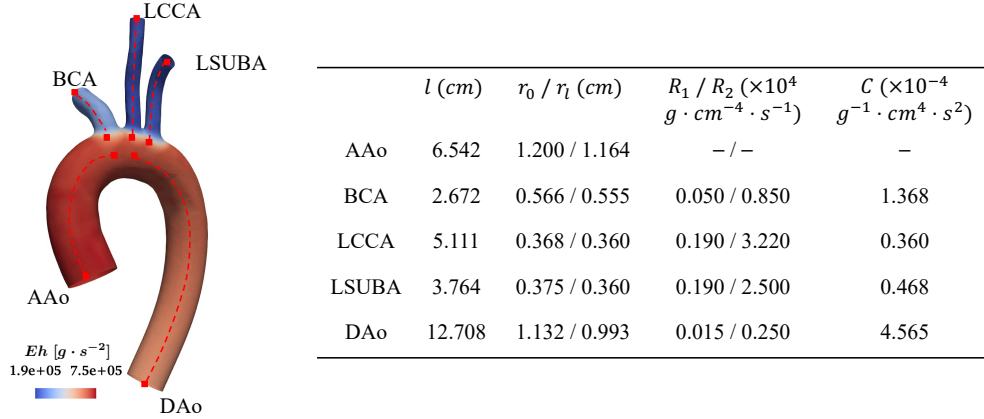 LCCA
LSUBA
BCA
AAo
DAo
Eh [g · s⁻²]
1.9e+05 7.5e+05
l (cm) r₀ / rₗ (cm) R₁ / R₂ (×10⁴ g · cm⁻⁴ · s⁻¹) C (×10⁻⁴ g⁻¹ · cm⁴ · s²)
AAo 6.542 1.200 / 1.164 − / − −
BCA 2.672 0.566 / 0.555 0.050 / 0.850 1.368
LCCA 5.111 0.368 / 0.360 0.190 / 3.220 0.360
LSUBA 3.764 0.375 / 0.360 0.190 / 2.500 0.468
DAo 12.708 1.132 / 0.993 0.015 / 0.250 4.565